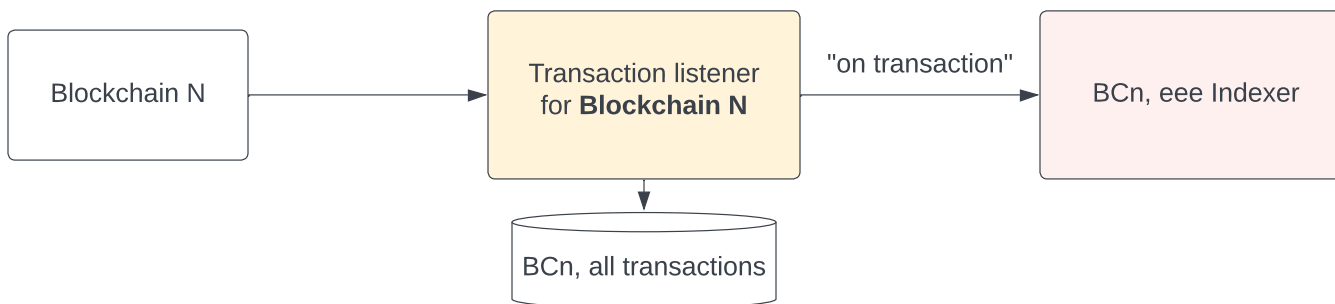 Blockchain N
Transaction listener
for Blockchain N
"on transaction"
BCn, eee Indexer
BCn, all transactions